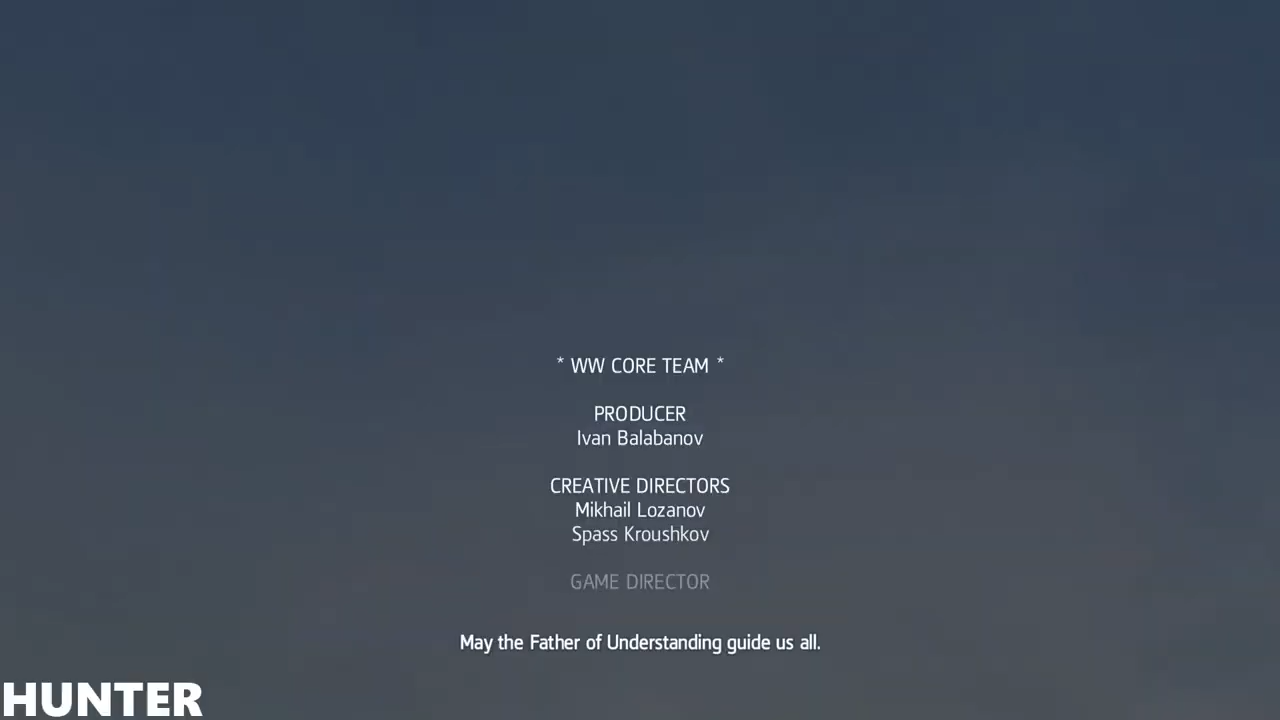 * WW CORE TEAM *
PRODUCER
Ivan Balabanov
CREATIVE DIRECTORS
Mikhail Lozanov
Spass Kroushkov
GAME DIRECTOR
May the Father of Understanding guide us all.
HUNTER